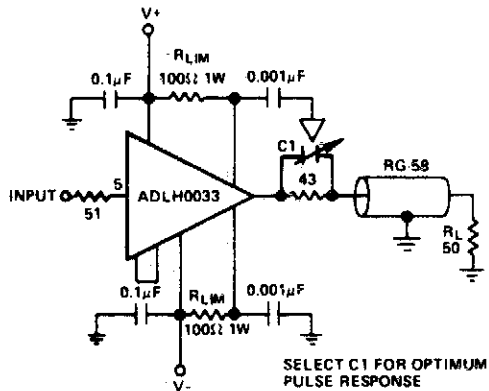 V+
RLIM
0.1µF
100Ω 1W
0.001µF
C1
RG-58
INPUT
5
ADLH0033
43
51
RL
50
0.1µF
RLIM
0.001µF
100Ω 1W
V-
SELECT C1 FOR OPTIMUM
PULSE RESPONSE